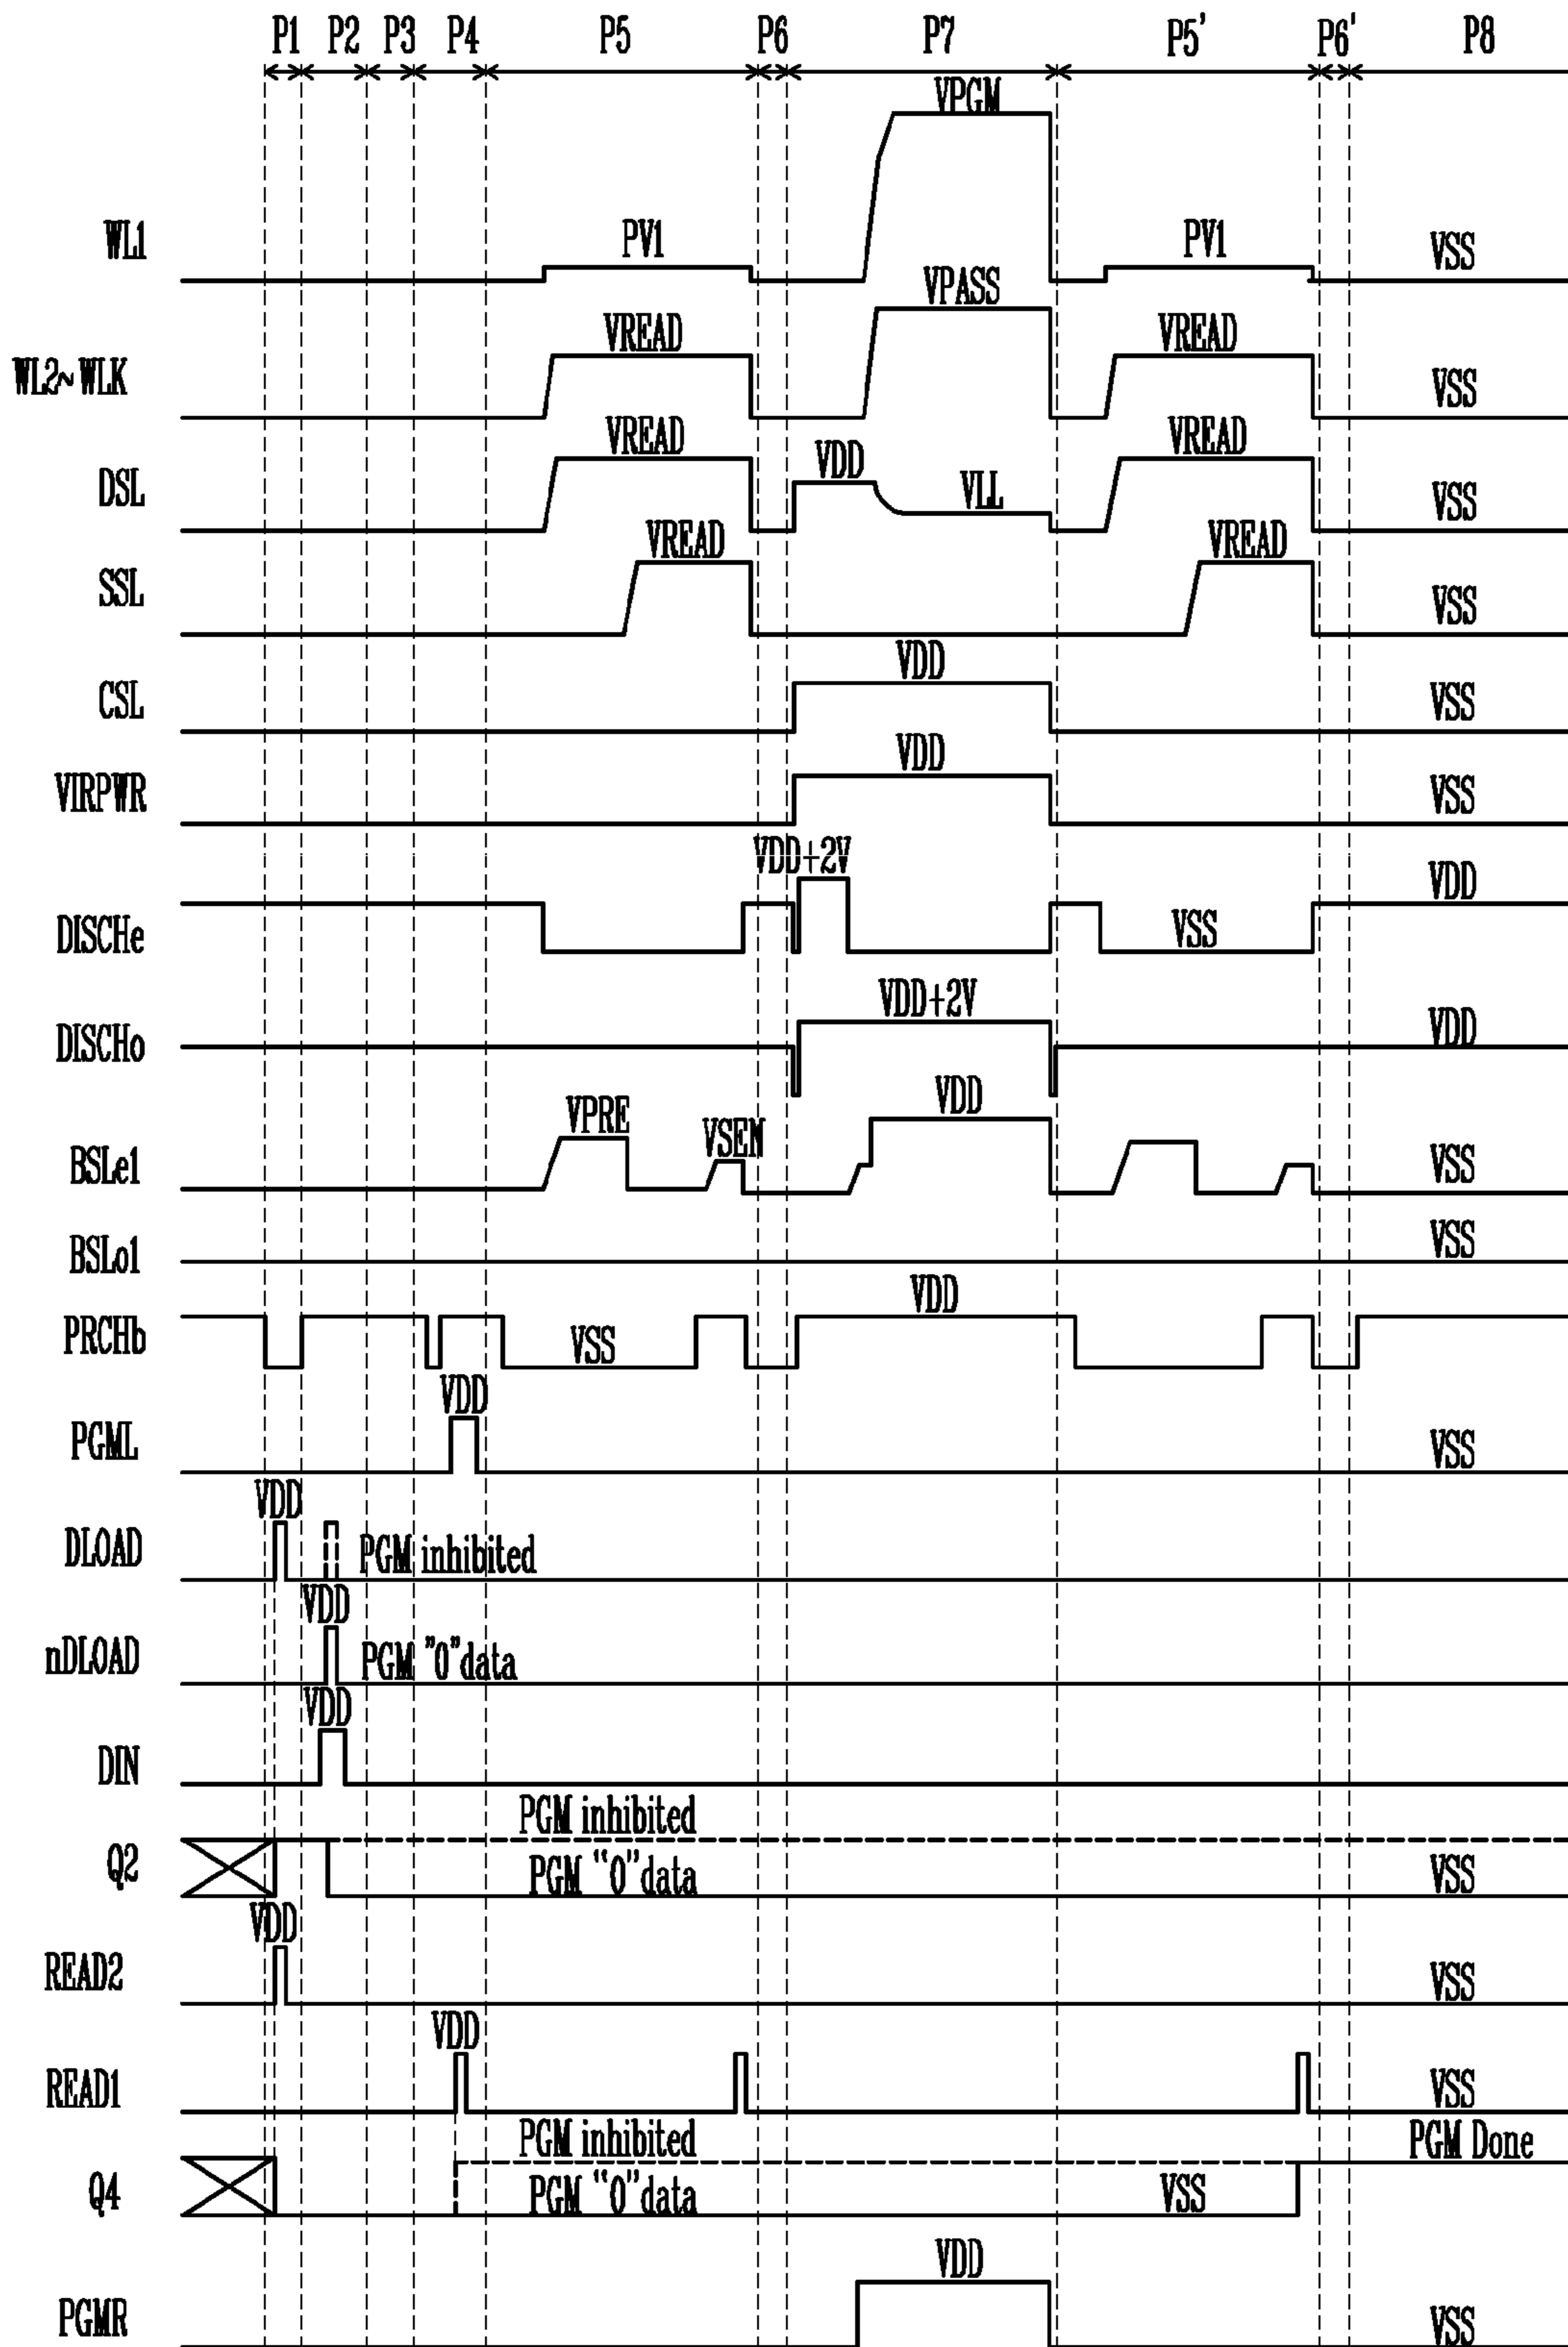 P1 P2 P3 P4 P5 P6 P7 P5' P6' P8
VPGM
WL1 PV1 PV1 VSS
VPASS
WL2~WLK VREAD VREAD VSS
DSL VREAD VDD VLL VREAD VSS
SSL VREAD VREAD VSS
CSL VDD VSS
VIRPWR VDD VSS
VDD+2V VDD
DISCHe VSS
VDD+2V
DISCHo VDD
VPRE VSEN VDD
BSLe1 VSS
BSLo1 VSS
VDD
PRCHb VSS
VDD
PGML VSS
VDD
DLOAD PGM inhibited
VDD
nDLOAD PGM "0"data
VDD
DIN
PGM inhibited
Q2 PGM "0"data VSS
VDD
READ2 VSS
VDD
READ1 VSS
PGM inhibited PGM Done
Q4 PGM "0"data VSS
VDD
PGMR VSS